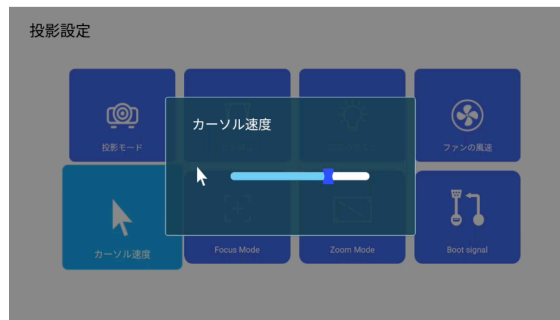 投影設定
投影モード
カーソル速度
ファンの風速
カーソル速度
Focus Mode
Zoom Mode
Boot signal